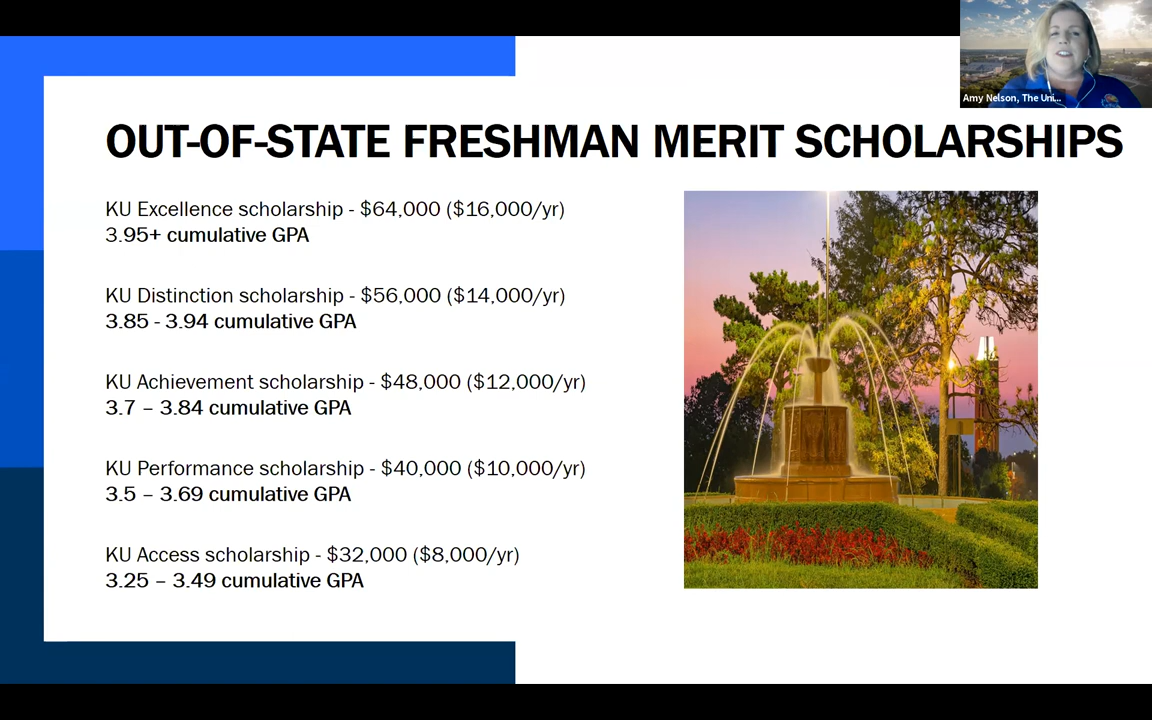 Amy Nelson, The Uni...
OUT-OF-STATE FRESHMAN MERIT SCHOLARSHIPS
KU Excellence scholarship - $64,000 ($16,000/yr)
3.95+ cumulative GPA
KU Distinction scholarship - $56,000 ($14,000/yr)
3.85 - 3.94 cumulative GPA
KU Achievement scholarship - $48,000 ($12,000/yr)
3.7 – 3.84 cumulative GPA
KU Performance scholarship - $40,000 ($10,000/yr)
3.5 – 3.69 cumulative GPA
KU Access scholarship - $32,000 ($8,000/yr)
3.25 – 3.49 cumulative GPA